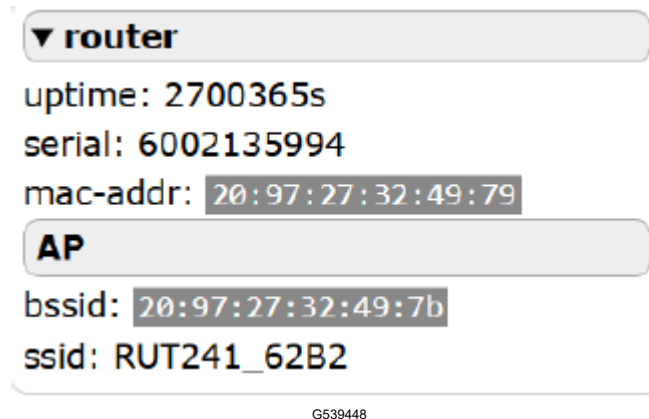 ▼ router
uptime: 2700365s
serial: 6002135994
mac-addr: 20:97:27:32:49:79
AP
bssid: 20:97:27:32:49:7b
ssid: RUT241_62B2
G539448